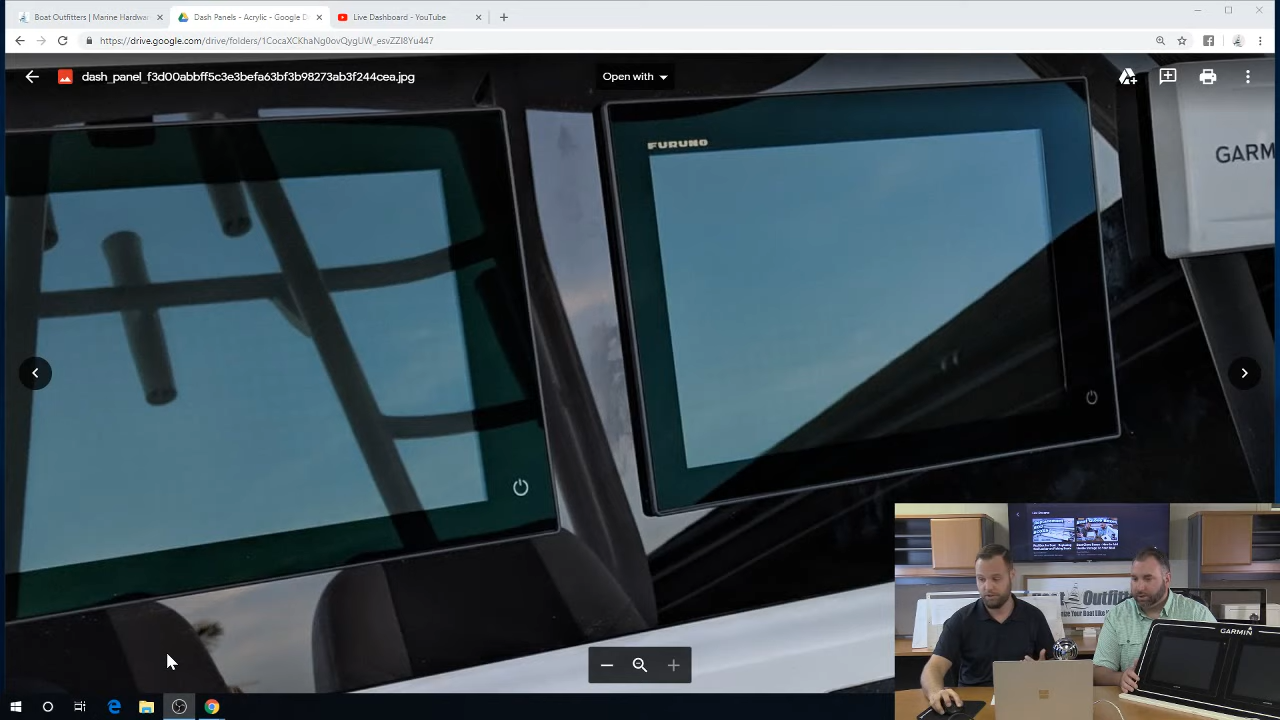 Boat Outfitters | Marine Hardwa
Dash Panels - Acrylic - Google D
Live Dashboard - YouTube
https://drive.google.com/drive/folders/1CocaXCKhaNg0ovQygUW_esvZZI8Yu447
dash_panel_f3d00abbff5c3e3befa63bf3b98273ab3f244cea.jpg
Open with
FURUNO
GARM
Outfitters
GARMIN